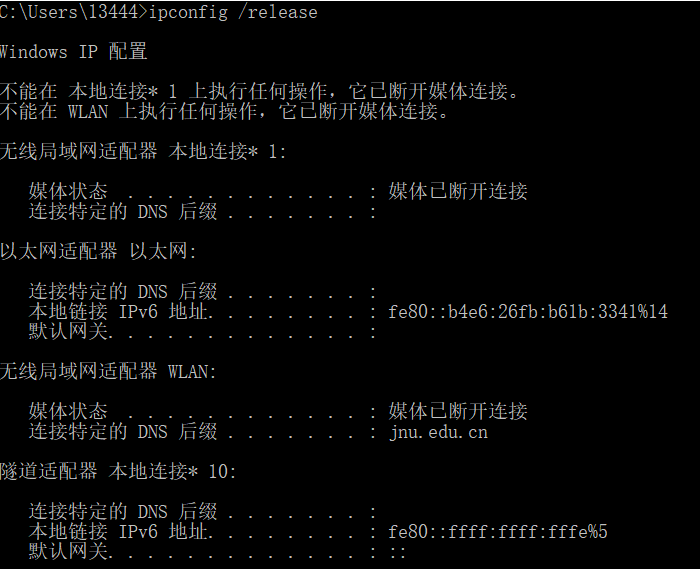 C:\Users\13444>ipconfig /release
Windows IP 配置
不能在 本地连接* 1 上执行任何操作，它已断开媒体连接。
不能在 WLAN 上执行任何操作，它已断开媒体连接。
无线局域网适配器 本地连接* 1:
媒体状态  . . . . . . . . . . . . : 媒体已断开连接
连接特定的 DNS 后缀 . . . . . . . :
以太网适配器 以太网:
连接特定的 DNS 后缀 . . . . . . . :
本地链接 IPv6 地址. . . . . . . . : fe80::b4e6:26fb:b61b:3341%14
默认网关. . . . . . . . . . . . . :
无线局域网适配器 WLAN:
媒体状态  . . . . . . . . . . . . : 媒体已断开连接
连接特定的 DNS 后缀 . . . . . . . : jnu.edu.cn
隧道适配器 本地连接* 10:
连接特定的 DNS 后缀 . . . . . . . :
本地链接 IPv6 地址. . . . . . . . : fe80::ffff:ffff:fffe%5
默认网关. . . . . . . . . . . . . : ::